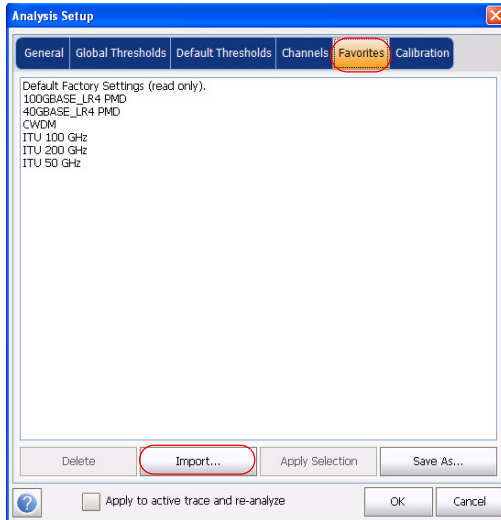 Analysis Setup
General Global Thresholds Default Thresholds Channels Favorites Calibration
Default Factory Settings (read only).
100GBASE_LR4 PMD
40GBASE_LR4 PMD
CWDM
ITU 100 GHz
ITU 200 GHz
ITU 50 GHz
Delete Import... Apply Selection Save As...
? Apply to active trace and re-analyze OK Cancel